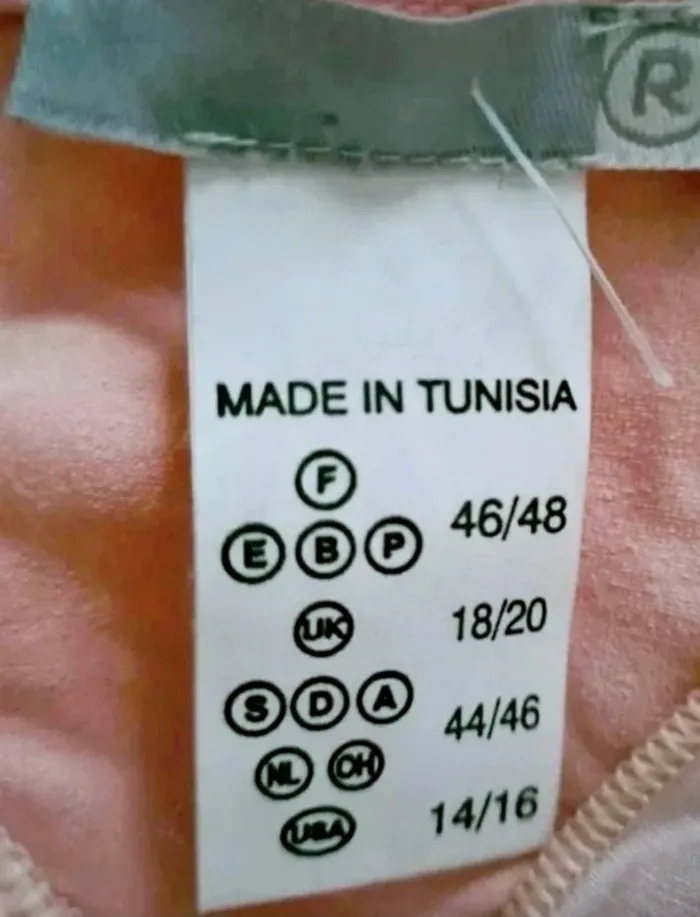 R
MADE IN TUNISIA
F
E B P 46/48
UK 18/20
S D A 44/46
NL CH
USA 14/16